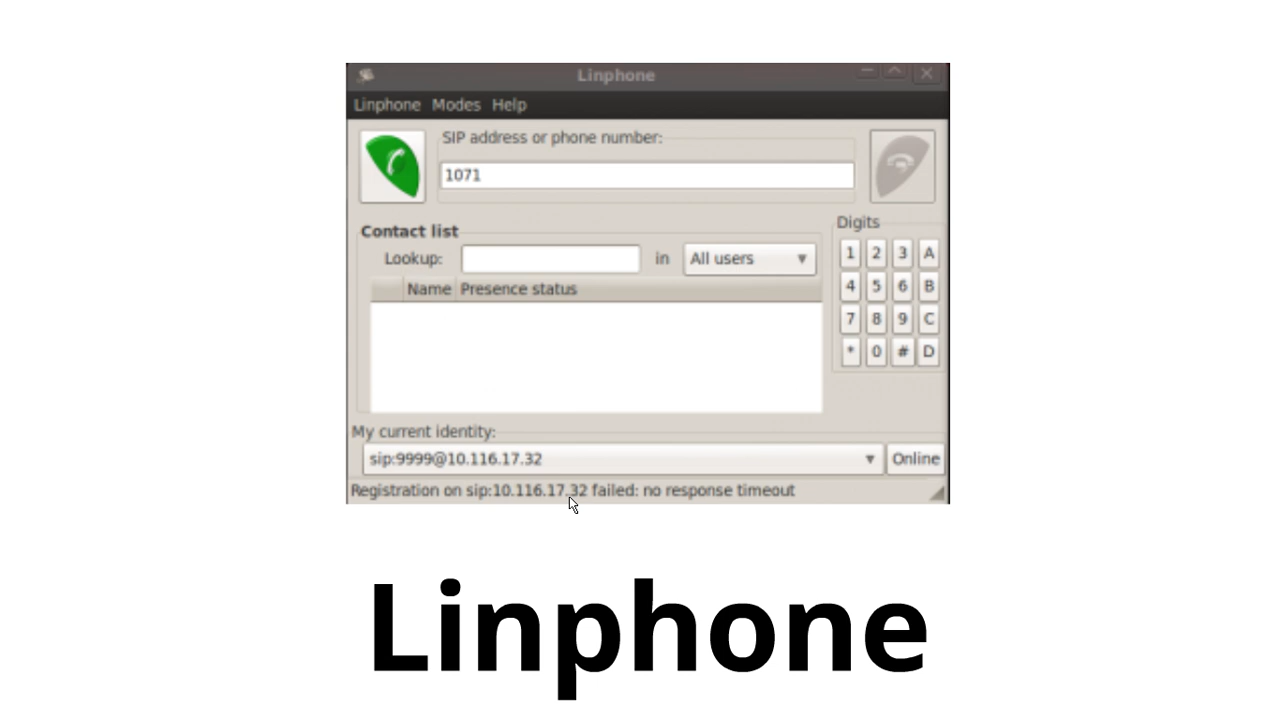 Linphone
Linphone Modes Help
SIP address or phone number:
1071
Digits
Contact list
Lookup: in All users
1 2 3 A
Name Presence status
4 5 6 B
7 8 9 C
* 0 # D
My current identity:
sip:9999@10.116.17.32 Online
Registration on sip:10.116.17.32 failed: no response timeout
Linphone